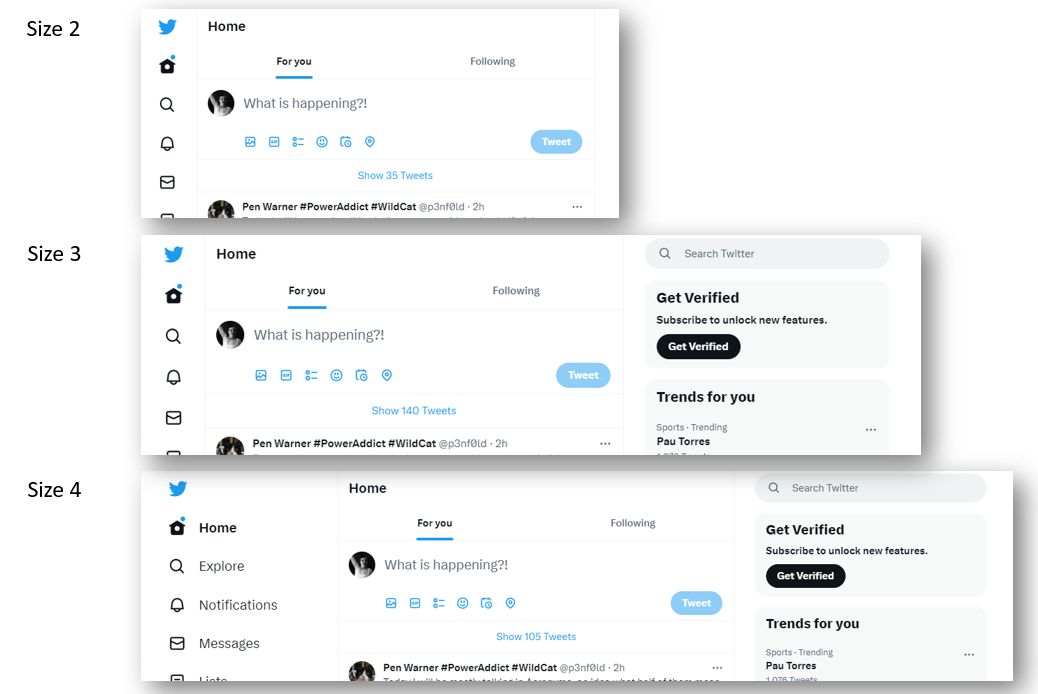 Size 2
Home
For you
Following
What is happening?!
Tweet
Show 35 Tweets
Pen Warner #PowerAddict #WildCat @p3nf0ld · 2h
Size 3
Home
For you
Following
What is happening?!
Tweet
Show 140 Tweets
Pen Warner #PowerAddict #WildCat @p3nf0ld · 2h
Search Twitter
Get Verified
Subscribe to unlock new features.
Get Verified
Trends for you
Sports · Trending
Pau Torres
Size 4
Home
Explore
Notifications
Messages
Lists
Home
For you
Following
What is happening?!
Tweet
Show 105 Tweets
Pen Warner #PowerAddict #WildCat @p3nf0ld · 2h
Today I will be mostly talking in Acronyms, no idea what half of them mean
Search Twitter
Get Verified
Subscribe to unlock new features.
Get Verified
Trends for you
Sports · Trending
Pau Torres
1,076 Tweets